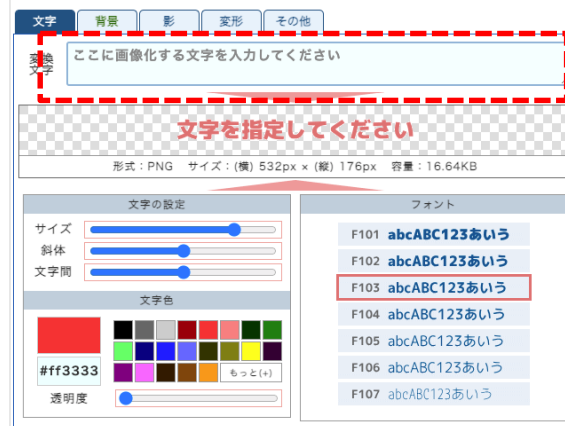 文字 背景 影 変形 その他
変換
文字
ここに画像化する文字を入力してください
文字を指定してください
形式：PNG サイズ：(横) 532px × (縦) 176px 容量：16.64KB
文字の設定
サイズ
斜体
文字間
文字色
#ff3333
もっと(+)
透明度
フォント
F101 abcABC123あいう
F102 abcABC123あいう
F103 abcABC123あいう
F104 abcABC123あいう
F105 abcABC123あいう
F106 abcABC123あいう
F107 abcABC123あいう